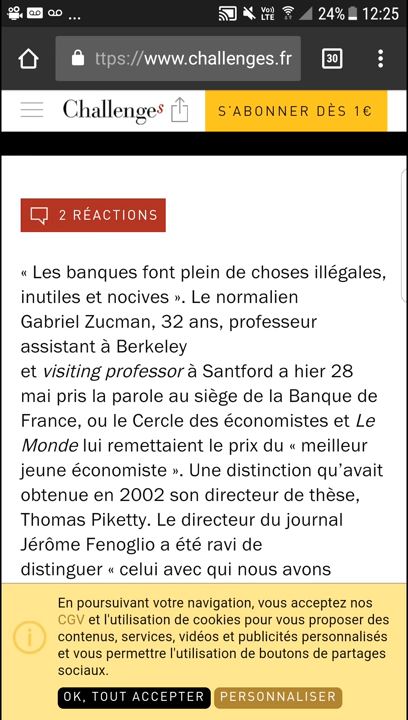 24% 12:25
ttps://www.challenges.fr
30
Challenges
S'ABONNER DÈS 1€
2 RÉACTIONS
« Les banques font plein de choses illégales,
inutiles et nocives ». Le normalien
Gabriel Zucman, 32 ans, professeur
assistant à Berkeley
et visiting professor à Santford a hier 28
mai pris la parole au siège de la Banque de
France, ou le Cercle des économistes et Le
Monde lui remettaient le prix du « meilleur
jeune économiste ». Une distinction qu'avait
obtenue en 2002 son directeur de thèse,
Thomas Piketty. Le directeur du journal
Jérôme Fenoglio a été ravi de
distinguer « celui avec qui nous avons
En poursuivant votre navigation, vous acceptez nos
CGV et l'utilisation de cookies pour vous proposer des
contenus, services, vidéos et publicités personnalisés
et vous permettre l'utilisation de boutons de partages
sociaux.
OK, TOUT ACCEPTER PERSONNALISER